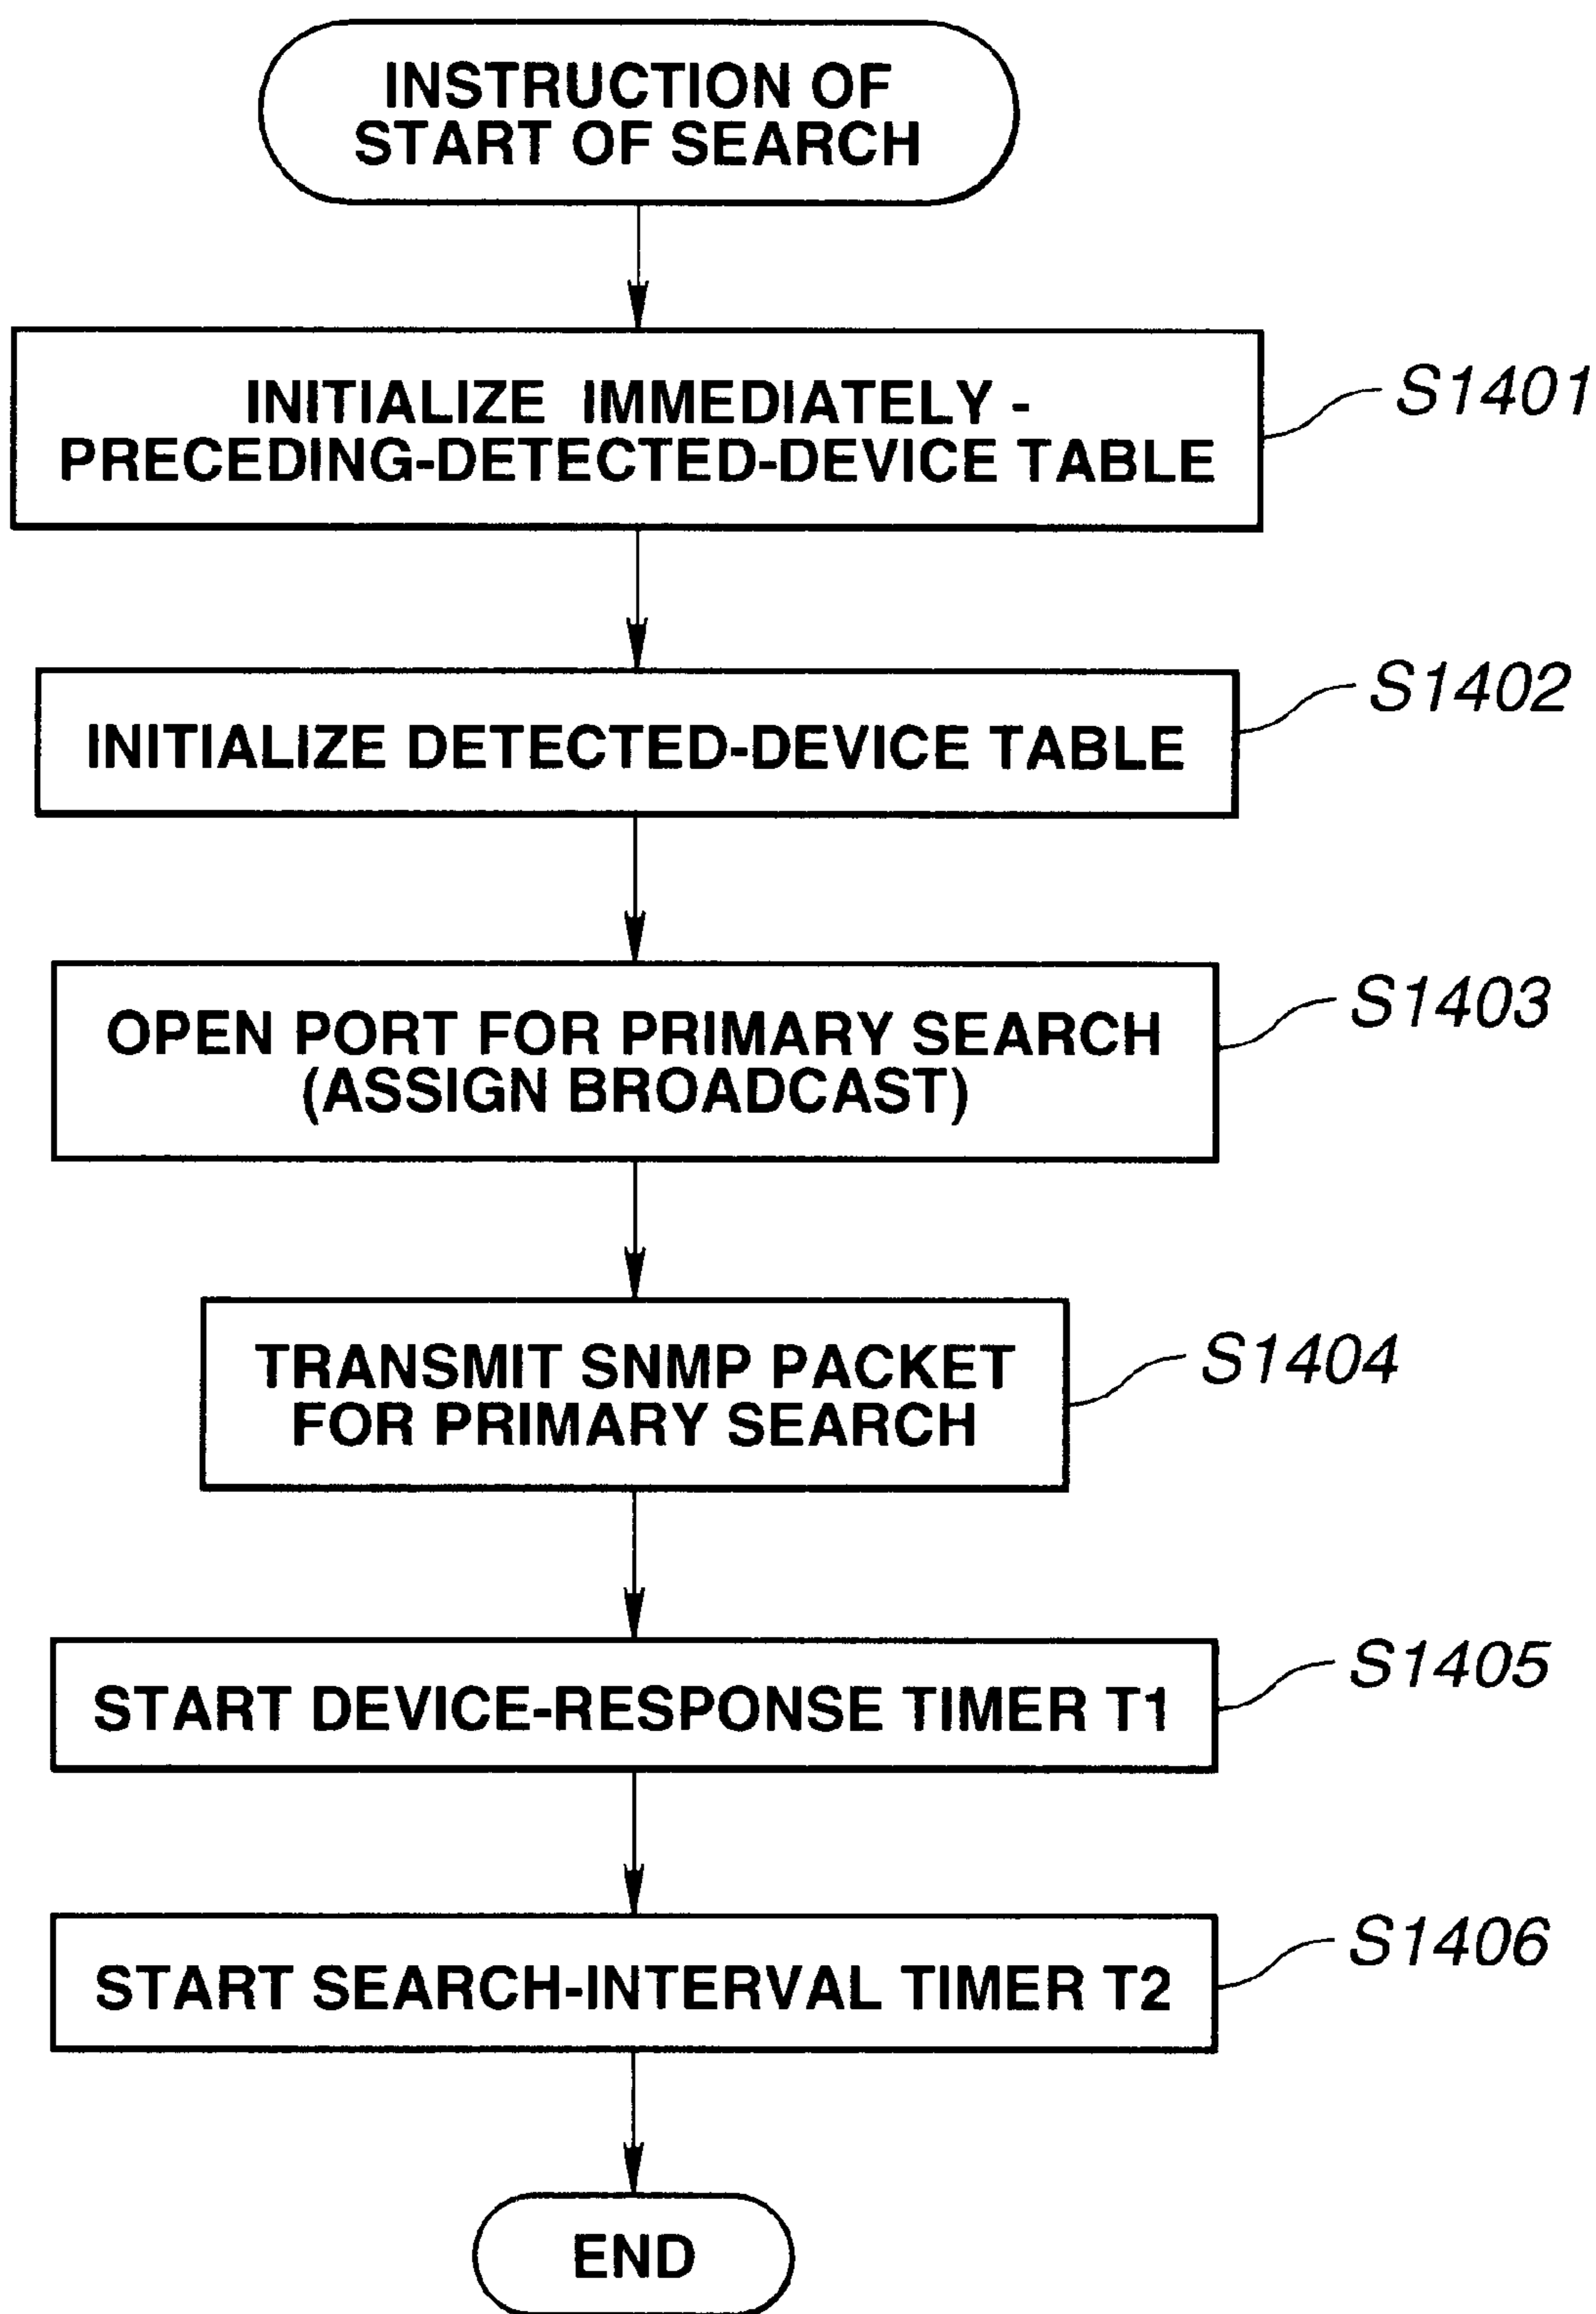 INSTRUCTION OF
START OF SEARCH
INITIALIZE IMMEDIATELY -
PRECEDING-DETECTED-DEVICE TABLE
S1401
INITIALIZE DETECTED-DEVICE TABLE
S1402
OPEN PORT FOR PRIMARY SEARCH
(ASSIGN BROADCAST)
S1403
TRANSMIT SNMP PACKET
FOR PRIMARY SEARCH
S1404
START DEVICE-RESPONSE TIMER T1
S1405
START SEARCH-INTERVAL TIMER T2
S1406
END